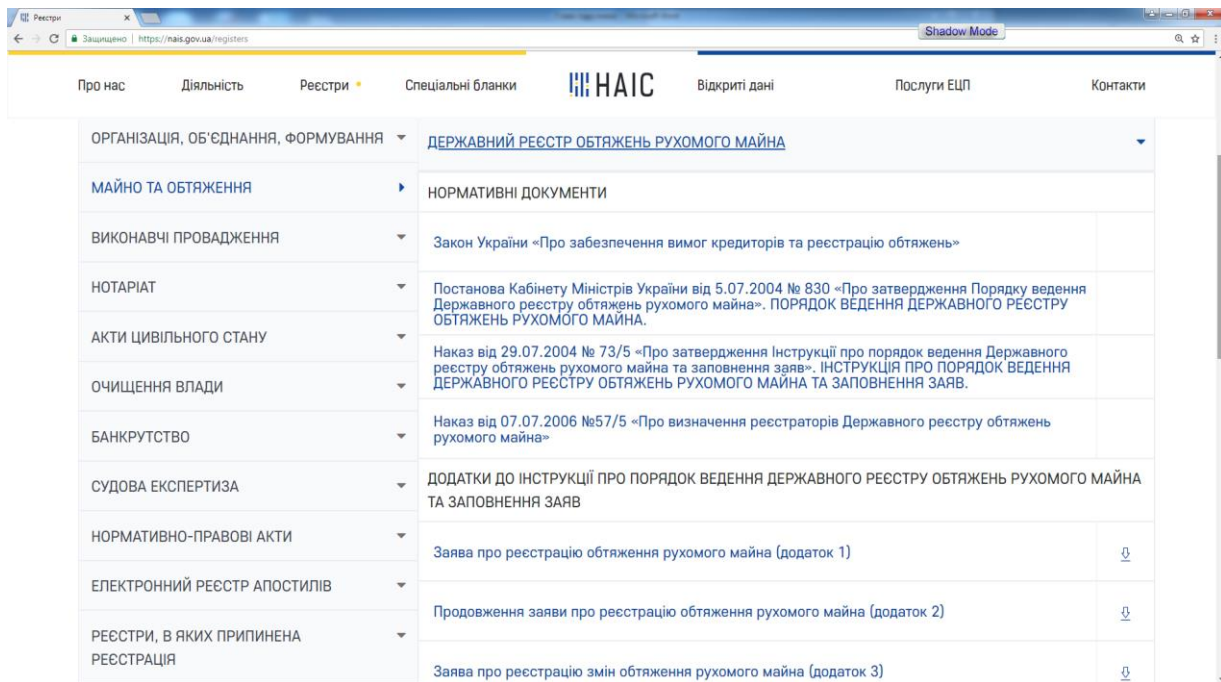 Реєстри
Shadow Mode
Защищено | https://nais.gov.ua/registers
Про нас Діяльність Реєстри Спеціальні бланки НАІС Відкриті дані Послуги ЕЦП Контакти
ОРГАНІЗАЦІЯ, ОБ'ЄДНАННЯ, ФОРМУВАННЯ
МАЙНО ТА ОБТЯЖЕННЯ
ВИКОНАВЧІ ПРОВАДЖЕННЯ
НОТАРІАТ
АКТИ ЦИВІЛЬНОГО СТАНУ
ОЧИЩЕННЯ ВЛАДИ
БАНКРУТСТВО
СУДОВА ЕКСПЕРТИЗА
НОРМАТИВНО-ПРАВОВІ АКТИ
ЕЛЕКТРОННИЙ РЕЄСТР АПОСТИЛІВ
РЕЄСТРИ, В ЯКИХ ПРИПИНЕНА
РЕЄСТРАЦІЯ
ДЕРЖАВНИЙ РЕЄСТР ОБТЯЖЕНЬ РУХОМОГО МАЙНА
НОРМАТИВНІ ДОКУМЕНТИ
Закон України «Про забезпечення вимог кредиторів та реєстрацію обтяжень»
Постанова Кабінету Міністрів України від 5.07.2004 № 830 «Про затвердження Порядку ведення
Державного реєстру обтяжень рухомого майна». ПОРЯДОК ВЕДЕННЯ ДЕРЖАВНОГО РЕЄСТРУ
ОБТЯЖЕНЬ РУХОМОГО МАЙНА.
Наказ від 29.07.2004 № 73/5 «Про затвердження Інструкції про порядок ведення Державного
реєстру обтяжень рухомого майна та заповнення заяв». ІНСТРУКЦІЯ ПРО ПОРЯДОК ВЕДЕННЯ
ДЕРЖАВНОГО РЕЄСТРУ ОБТЯЖЕНЬ РУХОМОГО МАЙНА ТА ЗАПОВНЕННЯ ЗАЯВ.
Наказ від 07.07.2006 №57/5 «Про визначення реєстраторів Державного реєстру обтяжень
рухомого майна»
ДОДАТКИ ДО ІНСТРУКЦІЇ ПРО ПОРЯДОК ВЕДЕННЯ ДЕРЖАВНОГО РЕЄСТРУ ОБТЯЖЕНЬ РУХОМОГО МАЙНА
ТА ЗАПОВНЕННЯ ЗАЯВ
Заява про реєстрацію обтяження рухомого майна (додаток 1)
Продовження заяви про реєстрацію обтяження рухомого майна (додаток 2)
Заява про реєстрацію змін обтяження рухомого майна (додаток 3)